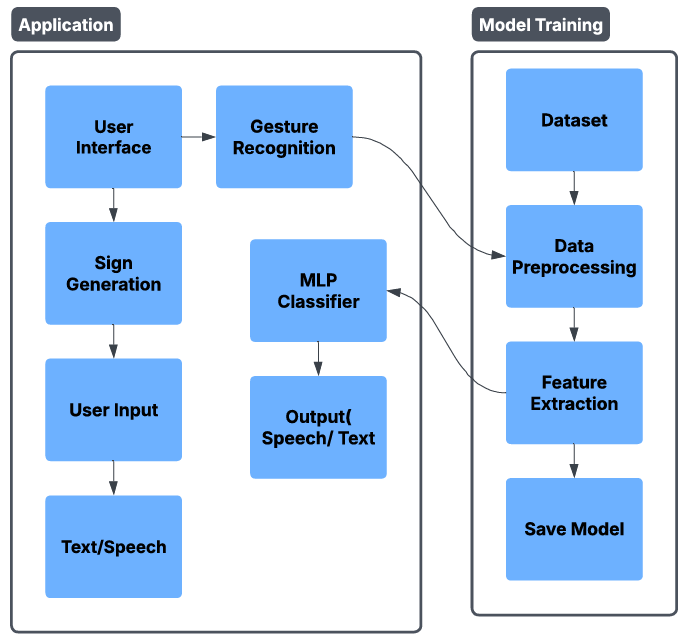 Application
User
Interface
Gesture
Recognition
Sign
Generation
MLP
Classifier
User Input
Output(
Speech/ Text
Text/Speech
Model Training
Dataset
Data
Preprocessing
Feature
Extraction
Save Model